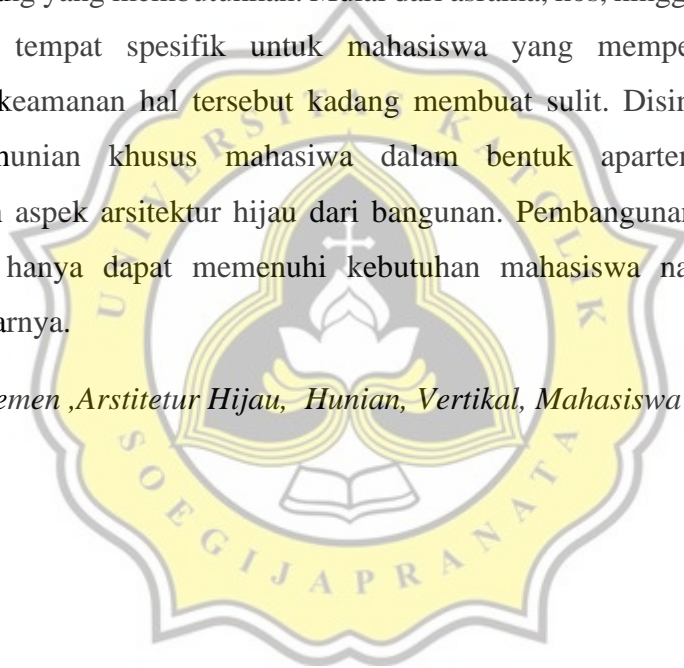 yang membutuhkan. Mulai dari asrama, kos, hingga
tempat spesifik untuk mahasiswa yang mempe
keamanan hal tersebut kadang membuat sulit. Disin
hunian khusus mahasiwa dalam bentuk aparte
aspek arsitektur hijau dari bangunan. Pembangunan
hanya dapat memenuhi kebutuhan mahasiswa na
arnya.
emen ,Arstitetur Hijau, Hunian, Vertikal, Mahasiswa
UNIVERSITAS KATOLIK
SOEGIJAPRANATA